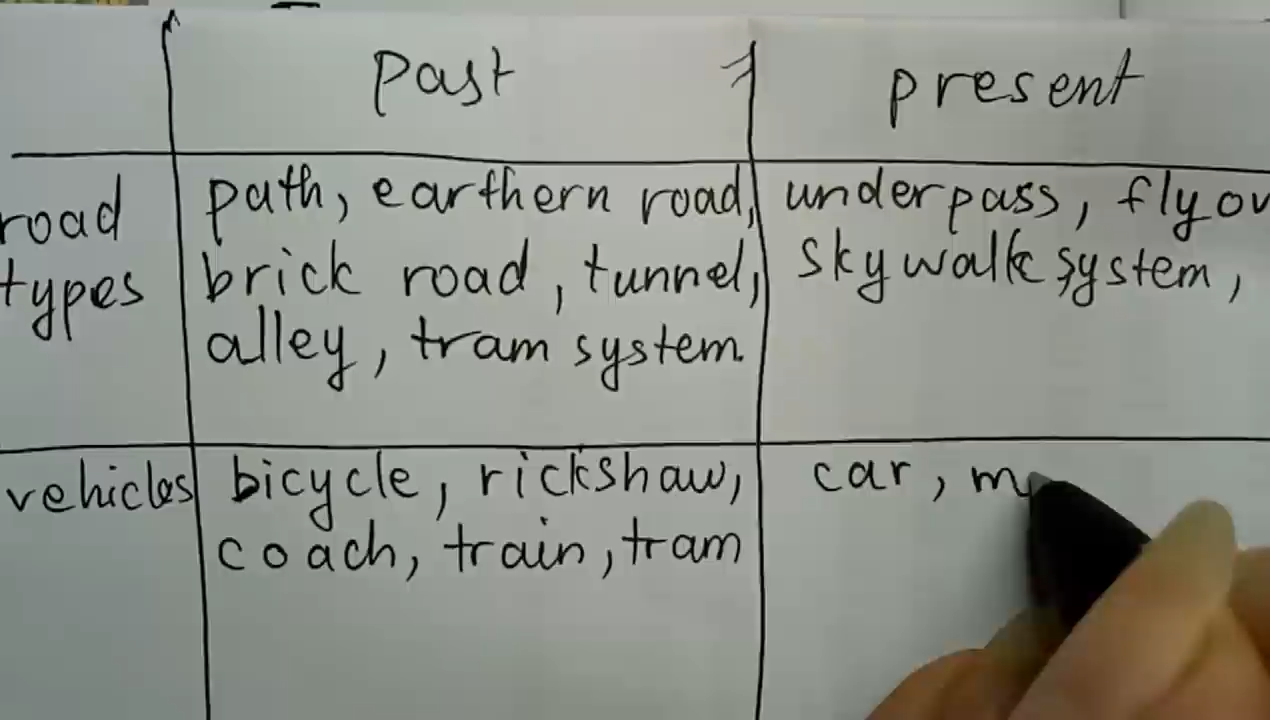 past present
road types path, earthern road, brick road, tunnel, alley, tram system underpass, flyov skywalk system,
vehicles bicycle, rickshaw, coach, train, tram car, m